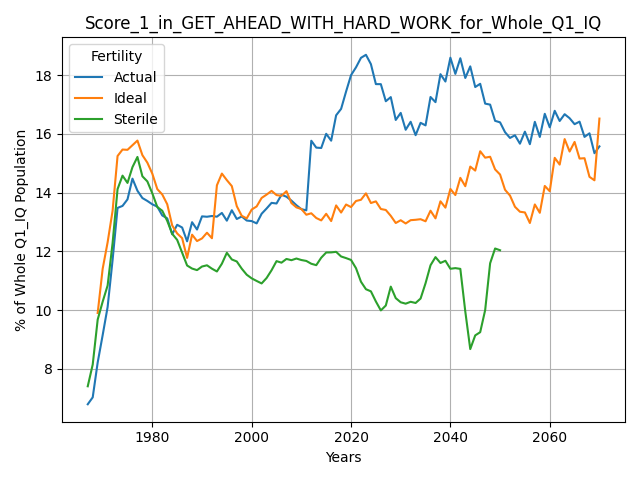 Score_1_in_GET_AHEAD_WITH_HARD_WORK_for_Whole_Q1_IQ
Fertility
Actual
Ideal
Sterile
% of Whole Q1_IQ Population
18
16
14
12
10
8
1980
2000
2020
2040
2060
Years